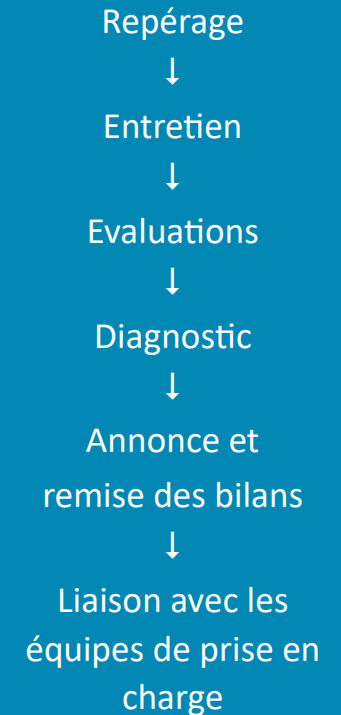 Repérage
↓
Entretien
↓
Evaluations
↓
Diagnostic
↓
Annonce et
remise des bilans
↓
Liaison avec les
équipes de prise en
charge